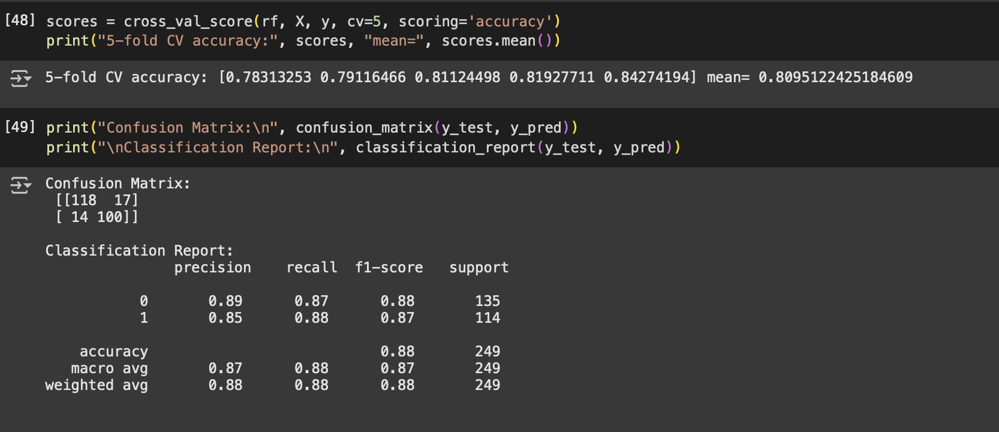 [48] scores = cross_val_score(rf, X, y, cv=5, scoring='accuracy')
print("5-fold CV accuracy:", scores, "mean=", scores.mean())
5-fold CV accuracy: [0.78313253 0.79116466 0.81124498 0.81927711 0.84274194] mean= 0.8095122425184609
[49] print("Confusion Matrix:\n", confusion_matrix(y_test, y_pred))
print("\nClassification Report:\n", classification_report(y_test, y_pred))
Confusion Matrix:
[[118  17]
[ 14 100]]
Classification Report:
precision    recall  f1-score   support
0       0.89      0.87      0.88       135
1       0.85      0.88      0.87       114
accuracy                           0.88       249
macro avg       0.87      0.88      0.87       249
weighted avg       0.88      0.88      0.88       249